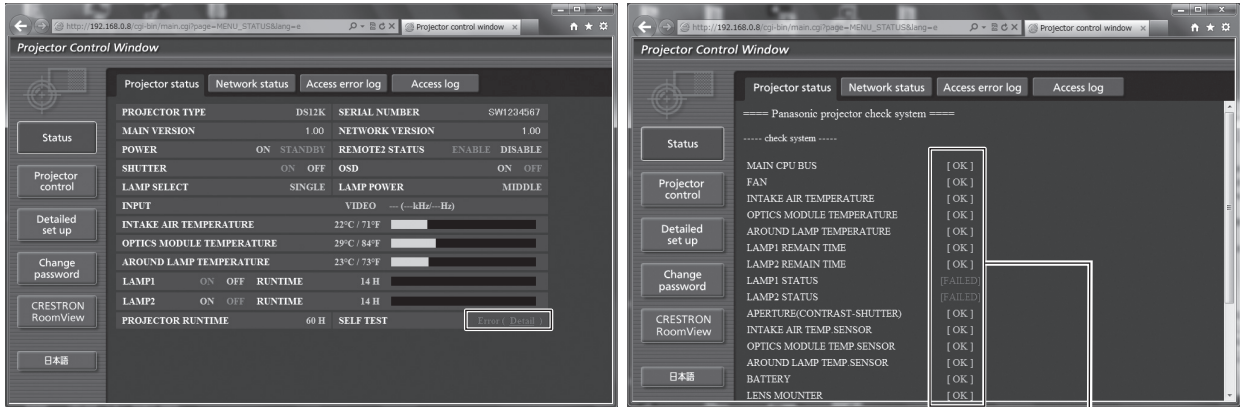 http://192.168.0.8/cgi-bin/main.cgi?page=MENU_STATUS&lang=e
Projector control window
Projector Control Window
Projector status Network status Access error log Access log
Status
Projector control
Detailed set up
Change password
CRESTRON RoomView
日本語
PROJECTOR TYPE DS12K SERIAL NUMBER SW1234567
MAIN VERSION 1.00 NETWORK VERSION 1.00
POWER ON STANDBY REMOTE2 STATUS ENABLE DISABLE
SHUTTER ON OFF OSD ON OFF
LAMP SELECT SINGLE LAMP POWER MIDDLE
INPUT VIDEO --- (---kHz/---Hz)
INTAKE AIR TEMPERATURE 22°C / 71°F
OPTICS MODULE TEMPERATURE 29°C / 84°F
AROUND LAMP TEMPERATURE 23°C / 73°F
LAMP1 ON OFF RUNTIME 14 H
LAMP2 ON OFF RUNTIME 14 H
PROJECTOR RUNTIME 60 H SELF TEST Error ( Detail )
http://192.168.0.8/cgi-bin/main.cgi?page=MENU_STATUS&lang=e
Projector control window
Projector Control Window
Projector status Network status Access error log Access log
Status
Projector control
Detailed set up
Change password
CRESTRON RoomView
日本語
==== Panasonic projector check system ====
----- check system -----
MAIN CPU BUS [ OK ]
FAN [ OK ]
INTAKE AIR TEMPERATURE [ OK ]
OPTICS MODULE TEMPERATURE [ OK ]
AROUND LAMP TEMPERATURE [ OK ]
LAMP1 REMAIN TIME [ OK ]
LAMP2 REMAIN TIME [ OK ]
LAMP1 STATUS [FAILED]
LAMP2 STATUS [FAILED]
APERTURE(CONTRAST-SHUTTER) [ OK ]
INTAKE AIR TEMP.SENSOR [ OK ]
OPTICS MODULE TEMP.SENSOR [ OK ]
AROUND LAMP TEMP.SENSOR [ OK ]
BATTERY [ OK ]
LENS MOUNTER [ OK ]